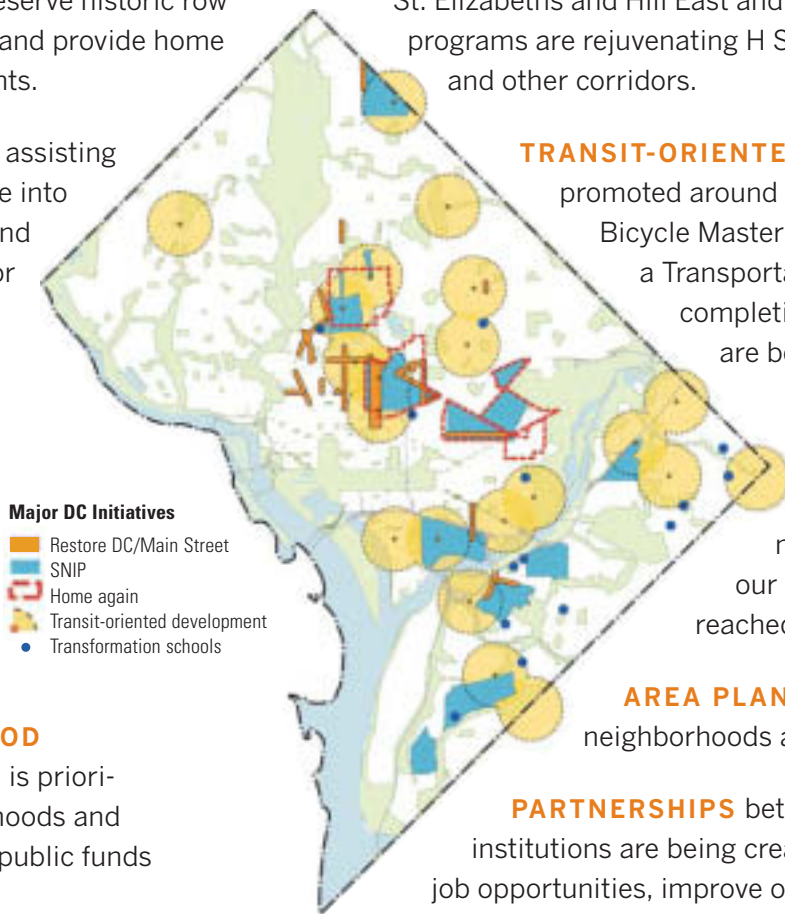 eserve historic row
and provide home
nts.
assisting
e into
nd
or
St. Elizabeths and Hill East and
programs are rejuvenating H S
and other corridors.
TRANSIT-ORIENTE
promoted around
Bicycle Master
a Transporta
completi
are be
Major DC Initiatives
Restore DC/Main Street
SNIP
Home again
Transit-oriented development
Transformation schools
n
our
reached
AREA PLAN
neighborhoods a
OOD
is priori-
hoods and
public funds
PARTNERSHIPS bet
institutions are being crea
job opportunities, improve o